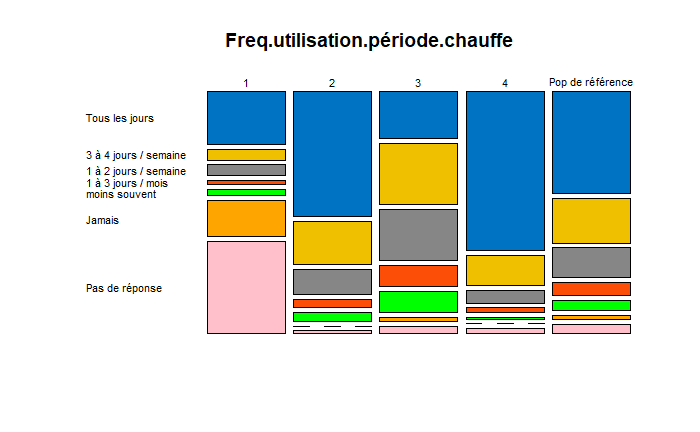 Freq.utilisation.période.chauffe
1 2 3 4 Pop de référence
Tous les jours
3 à 4 jours / semaine
1 à 2 jours / semaine
1 à 3 jours / mois
moins souvent
Jamais
Pas de réponse